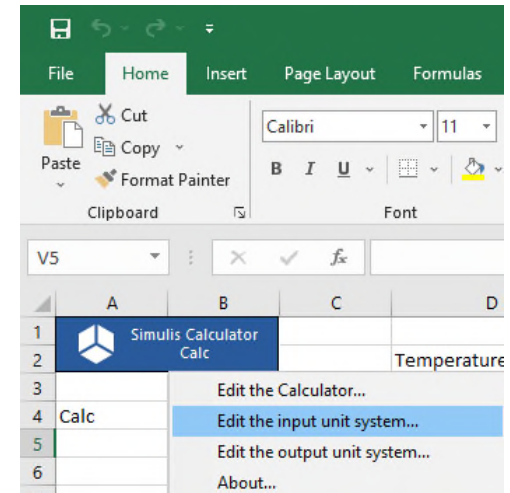 File Home Insert Page Layout Formulas
Cut
Calibri 11
Copy
Paste
B I U
Format Painter
Clipboard Font
V5 fx
A B C D
1 Simulis Calculator
Calc
2 Temperature
3 Edit the Calculator...
4 Calc Edit the input unit system...
5 Edit the output unit system...
6 About...